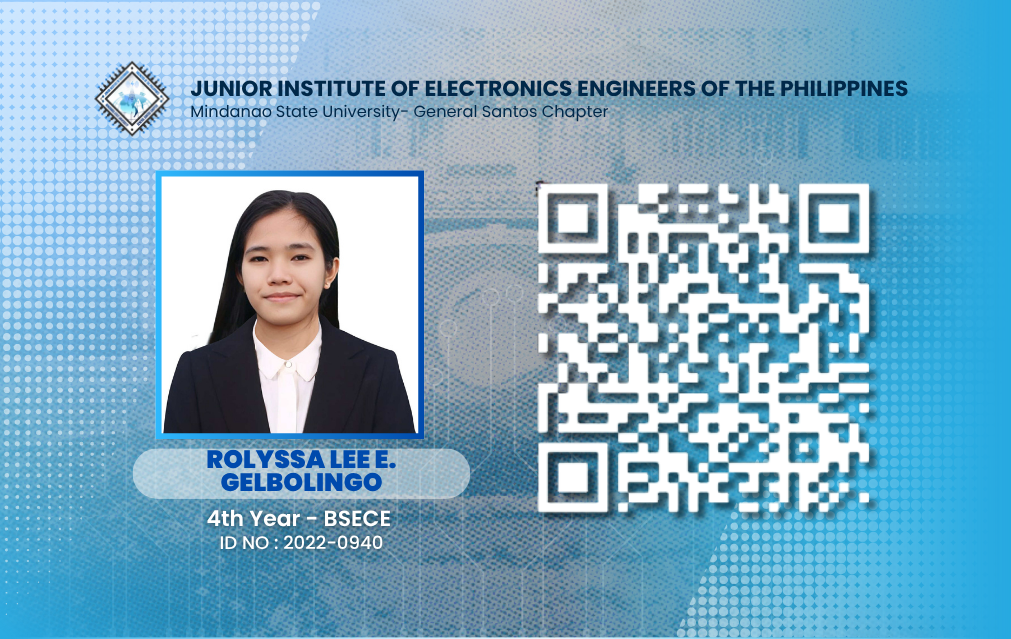 JUNIOR INSTITUTE OF ELECTRONICS ENGINEERS OF THE PHILIPPINES
Mindanao State University- General Santos Chapter
ROLYSSA LEE E.
GELBOLINGO
4th Year - BSECE
ID NO : 2022-0940